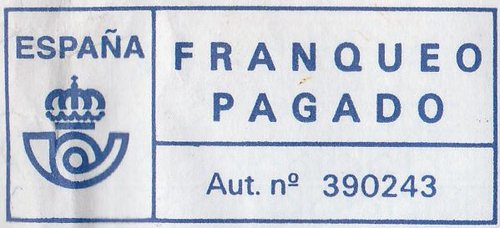 ESPAÑA
FRANQUEO
PAGADO
Aut. nº 390243